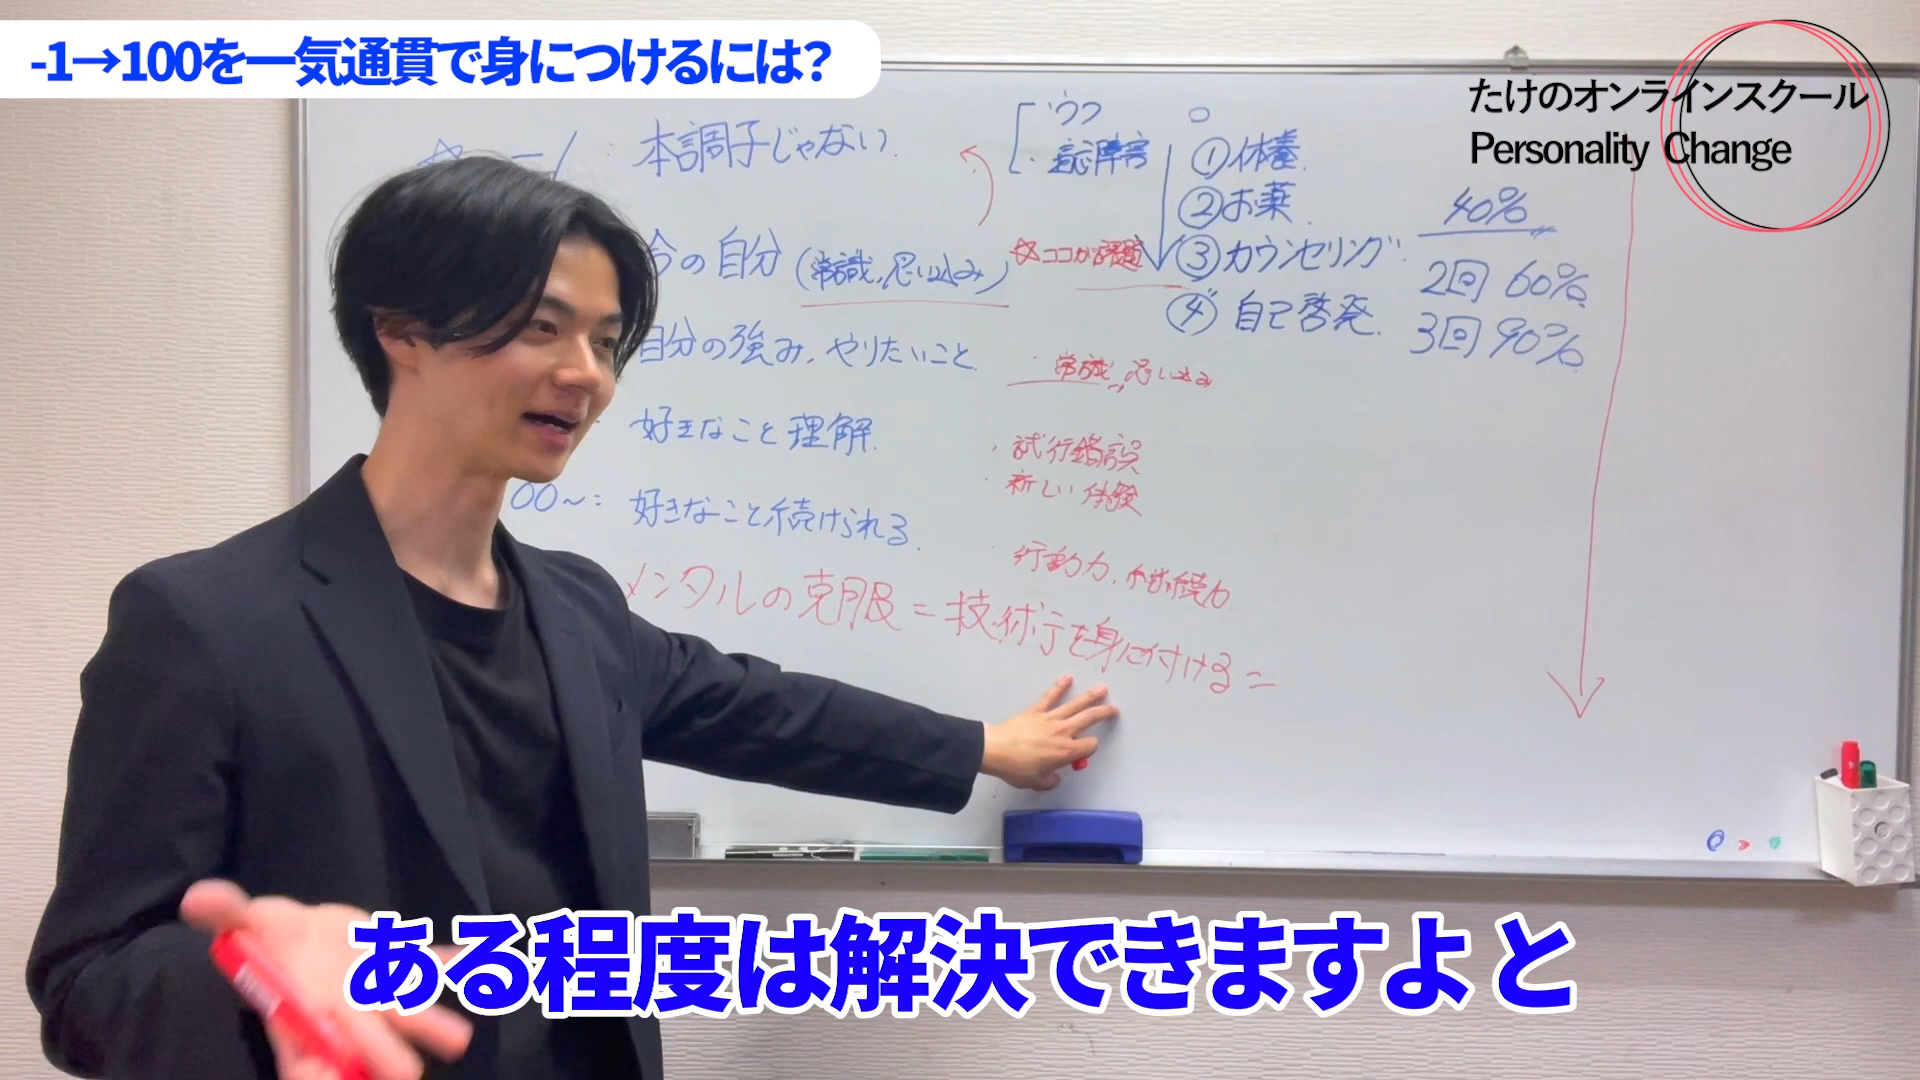 -1→100を一気通貫で身につけるには?
たけのオンラインスクール
Personality Change
本調子じゃない.
今の自分(常識,思い込み)
自分の強み,やりたいこと.
好きなこと理解.
00〜: 好きなこと続けられる.
メンタルの克服=技術を身に付ける=
・ウツ
・適応障害
①休養.
②お薬.
☆ココが課題
③カウンセリング.
④自己啓発.
40%
2回 60%
3回 90%
・常識,思い込み
・試行錯誤
・新しい体験
・行動力,継続力
ある程度は解決できますよと